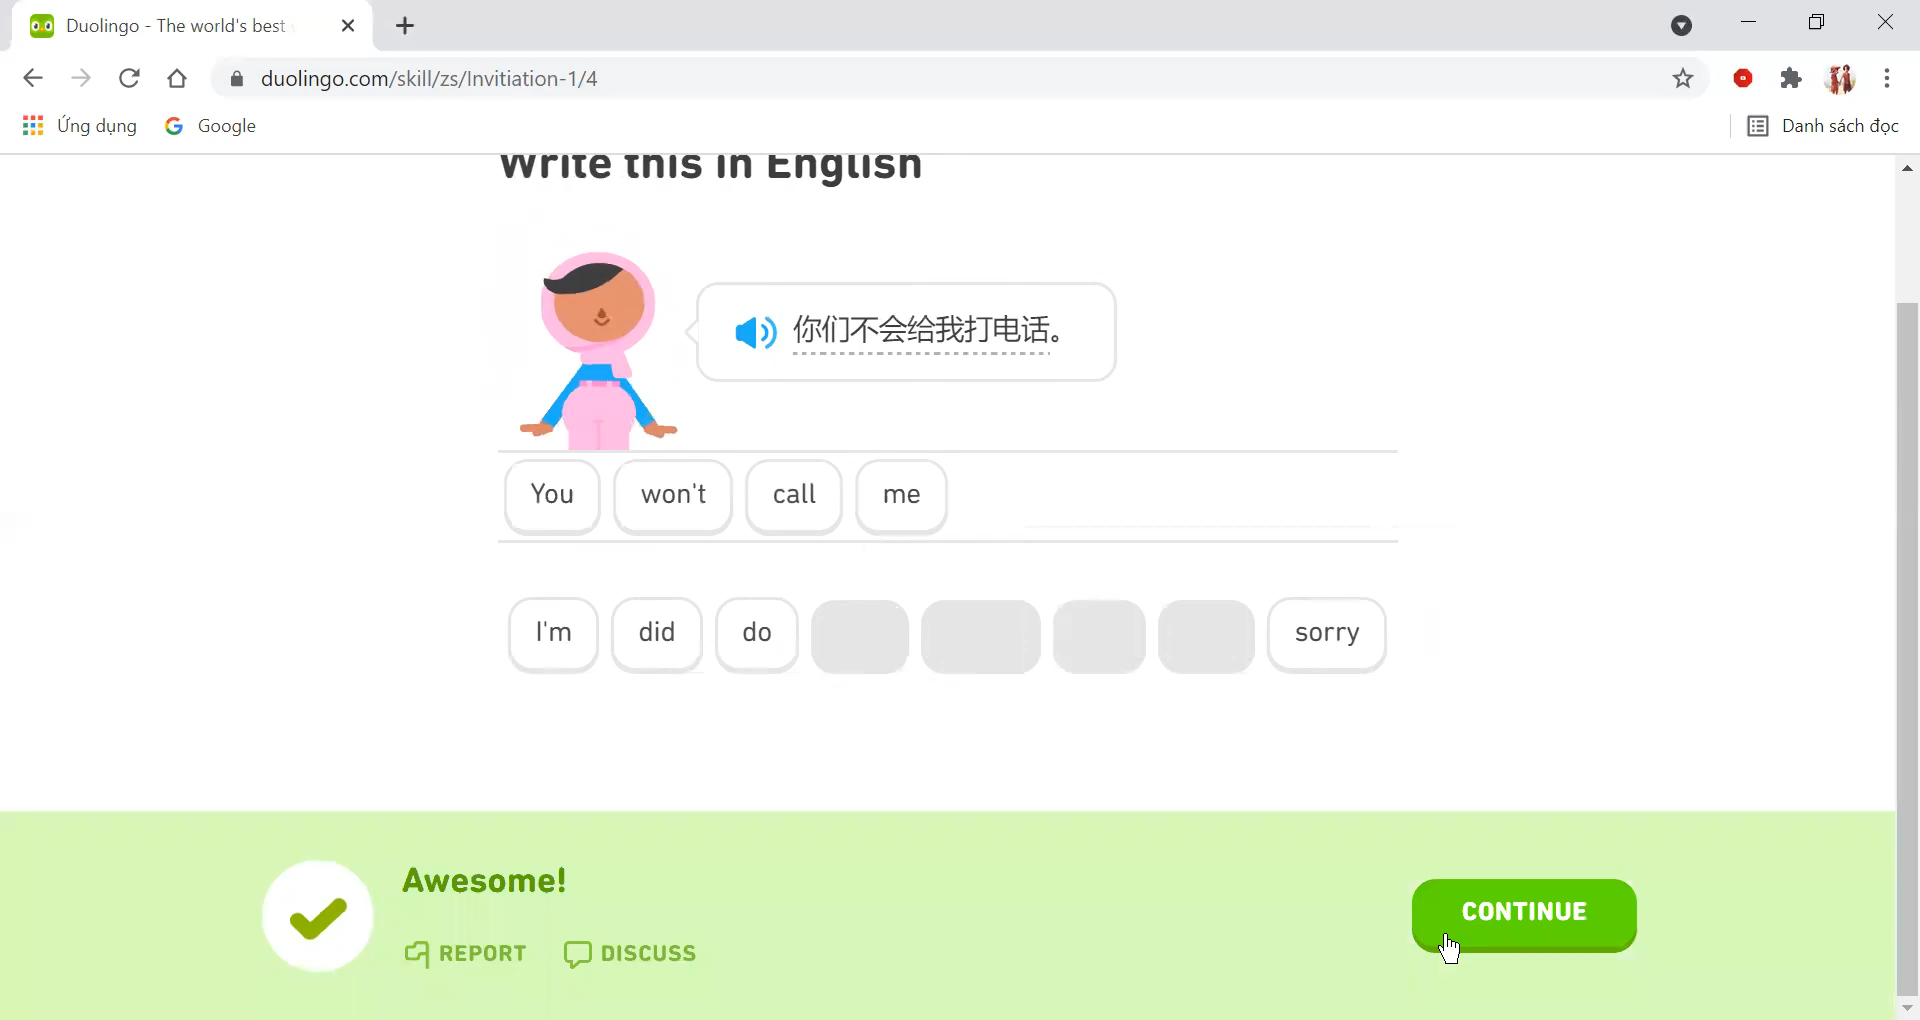 Duolingo - The world's best
duolingo.com/skill/zs/Invitiation-1/4
Ứng dụng
Google
Danh sách đọc
Write this in English
你们不会给我打电话。
You won't call me
I'm did do sorry
Awesome!
REPORT DISCUSS
CONTINUE